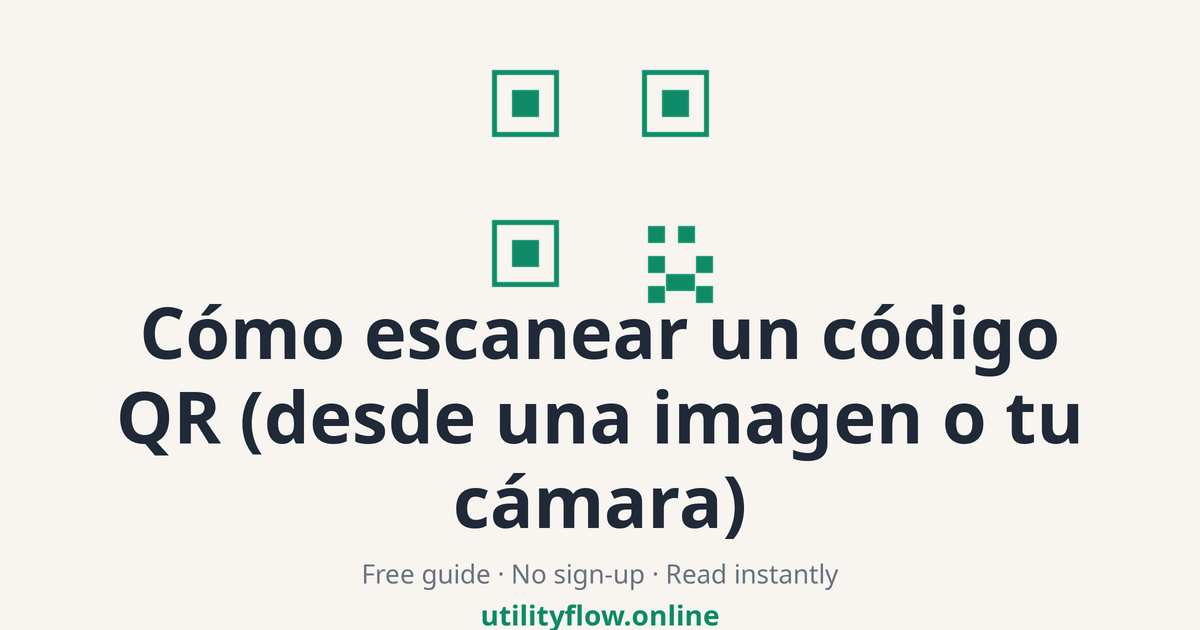 Cómo escanear un código
QR (desde una imagen o tu
cámara)
Free guide · No sign-up · Read instantly
utilityflow.online